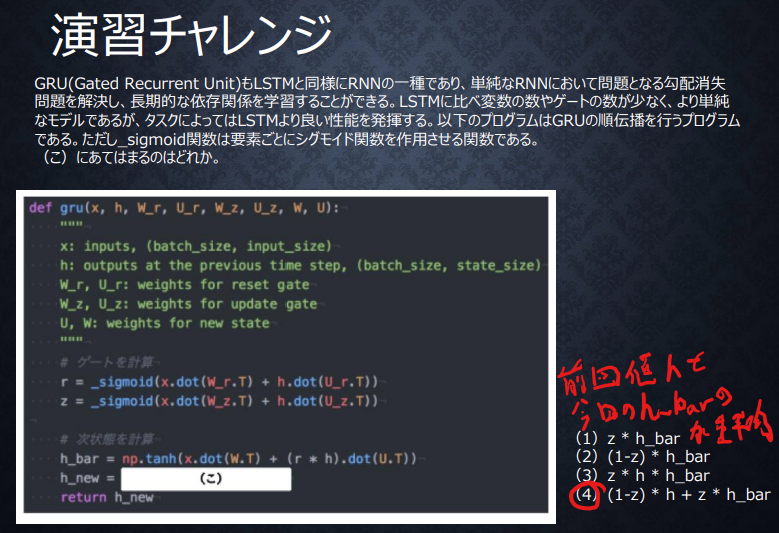 演習チャレンジ
GRU(Gated Recurrent Unit)もLSTMと同様にRNNの一種であり、単純なRNNにおいて問題となる勾配消失
問題を解決し、長期的な依存関係を学習することができる。LSTMに比べ変数の数やゲートの数が少なく、より単純
なモデルであるが、タスクによってはLSTMより良い性能を発揮する。以下のプログラムはGRUの順伝播を行うプログラム
である。ただし_sigmoid関数は要素ごとにシグモイド関数を作用させる関数である。
（こ）にあてはまるのはどれか。
def gru(x, h, W_r, U_r, W_z, U_z, W, U):
"""
x: inputs, (batch_size, input_size)
h: outputs at the previous time step, (batch_size, state_size)
W_r, U_r: weights for reset gate
W_z, U_z: weights for update gate
U, W: weights for new state
"""
# ゲートを計算
r = _sigmoid(x.dot(W_r.T) + h.dot(U_r.T))
z = _sigmoid(x.dot(W_z.T) + h.dot(U_z.T))
# 次状態を計算
h_bar = np.tanh(x.dot(W.T) + (r * h).dot(U.T))
h_new = (こ)
return h_new
前回値hと
今回のh_barの
加重平均
（1）z * h_bar
（2）(1-z) * h_bar
（3）z * h * h_bar
（4）(1-z) * h + z * h_bar